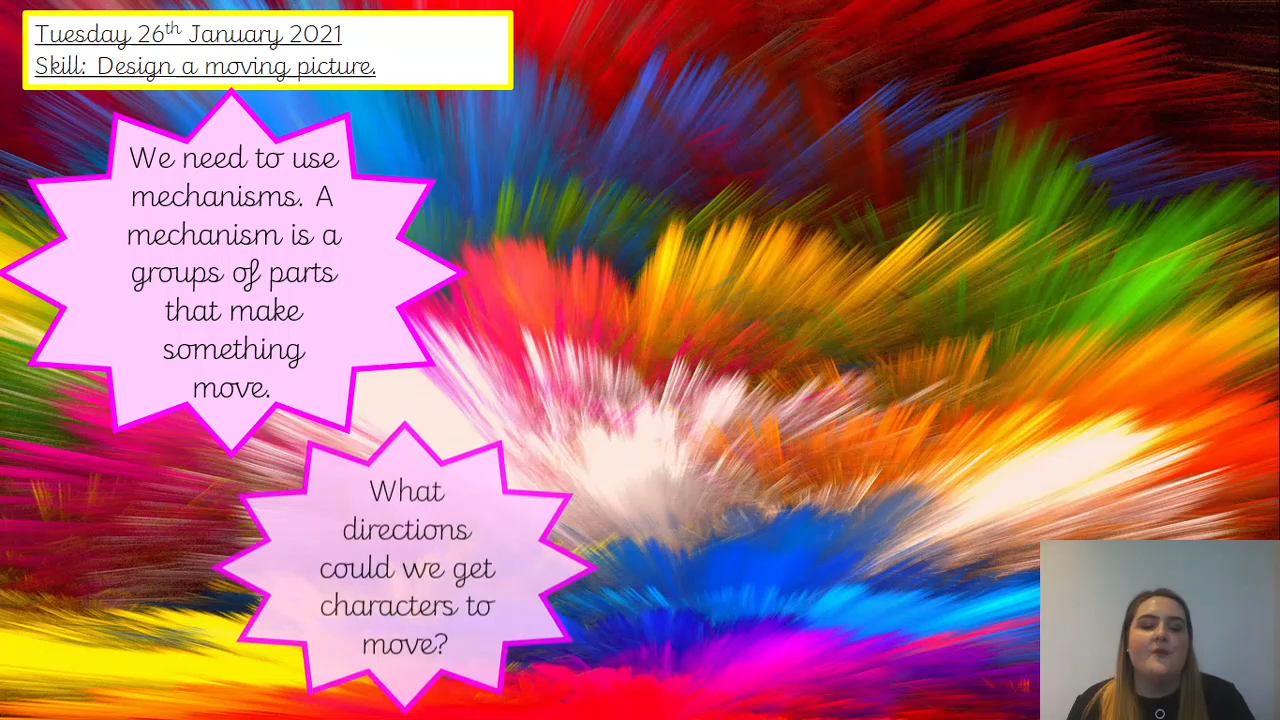 Tuesday 26th January 2021
Skill: Design a moving picture.
We need to use
mechanisms. A
mechanism is a
groups of parts
that make
something
move.
What
directions
could we get
characters to
move?